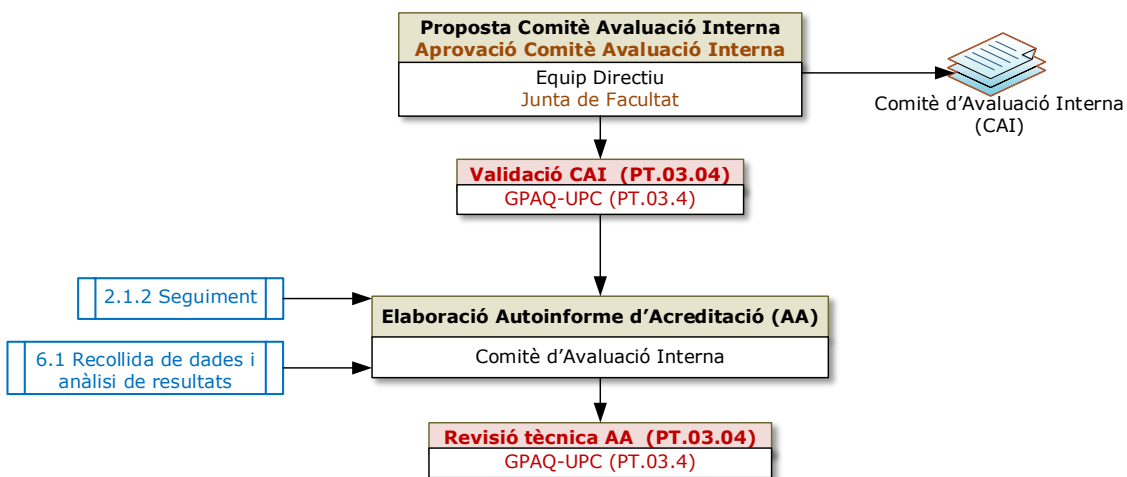 Proposta Comitè Avaluació Interna
Aprovació Comitè Avaluació Interna
Equip Directiu
Junta de Facultat
Comitè d'Avaluació Interna
(CAI)
Validació CAI (PT.03.04)
GPAQ-UPC (PT.03.4)
2.1.2 Seguiment
Elaboració Autoinforme d'Acreditació (AA)
Comitè d'Avaluació Interna
6.1 Recollida de dades i
anàlisi de resultats
Revisió tècnica AA (PT.03.04)
GPAQ-UPC (PT.03.4)